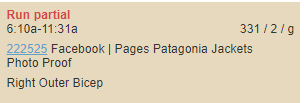 Run partial
6:10a-11:31a 331 / 2 / g
222525 Facebook | Pages Patagonia Jackets
Photo Proof
Right Outer Bicep